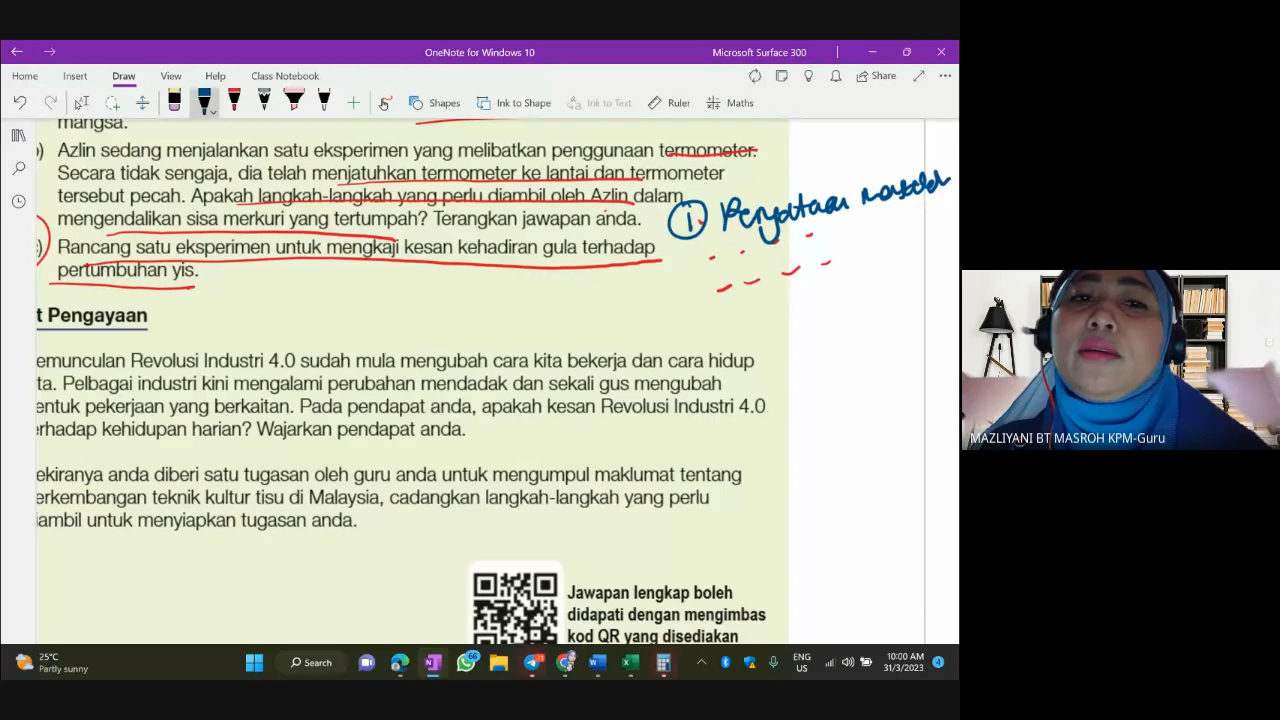 OneNote for Windows 10
Microsoft Surface 300
Home Insert Draw View Help Class Notebook
Share
Shapes Ink to Shape Ink to Text Ruler Maths
mangsa.
) Azlin sedang menjalankan satu eksperimen yang melibatkan penggunaan termometer.
Secara tidak sengaja, dia telah menjatuhkan termometer ke lantai dan termometer
tersebut pecah. Apakah langkah-langkah yang perlu diambil oleh Azlin dalam
mengendalikan sisa merkuri yang tertumpah? Terangkan jawapan anda.
) Rancang satu eksperimen untuk mengkaji kesan kehadiran gula terhadap
pertumbuhan yis.
① Penyataan masalah
t Pengayaan
emunculan Revolusi Industri 4.0 sudah mula mengubah cara kita bekerja dan cara hidup
ta. Pelbagai industri kini mengalami perubahan mendadak dan sekali gus mengubah
entuk pekerjaan yang berkaitan. Pada pendapat anda, apakah kesan Revolusi Industri 4.0
rhadap kehidupan harian? Wajarkan pendapat anda.
ekiranya anda diberi satu tugasan oleh guru anda untuk mengumpul maklumat tentang
erkembangan teknik kultur tisu di Malaysia, cadangkan langkah-langkah yang perlu
iambil untuk menyiapkan tugasan anda.
Jawapan lengkap boleh
didapati dengan mengimbas
kod QR yang disediakan
MAZLIYANI BT MASROH KPM-Guru
25°C
Partly sunny
Search
66
11
ENG
US
10:00 AM
31/3/2023
4